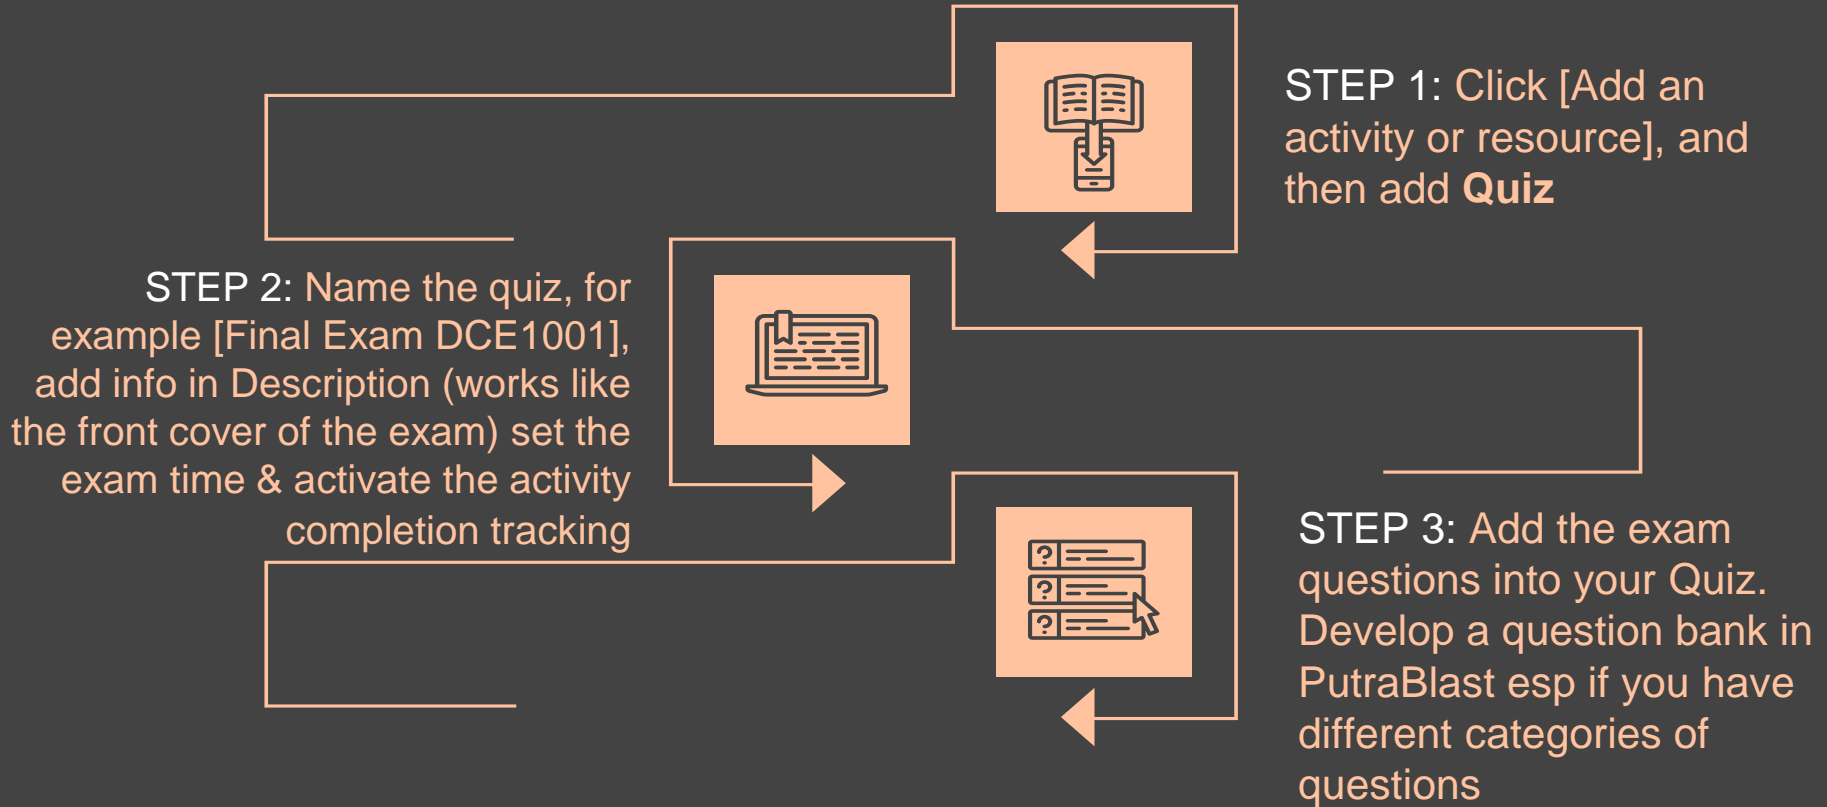 STEP 1: Click [Add an
activity or resource], and
then add Quiz
STEP 2: Name the quiz, for
example [Final Exam DCE1001],
add info in Description (works like
the front cover of the exam) set the
exam time & activate the activity
completion tracking
STEP 3: Add the exam
questions into your Quiz.
Develop a question bank in
PutraBlast esp if you have
different categories of
questions